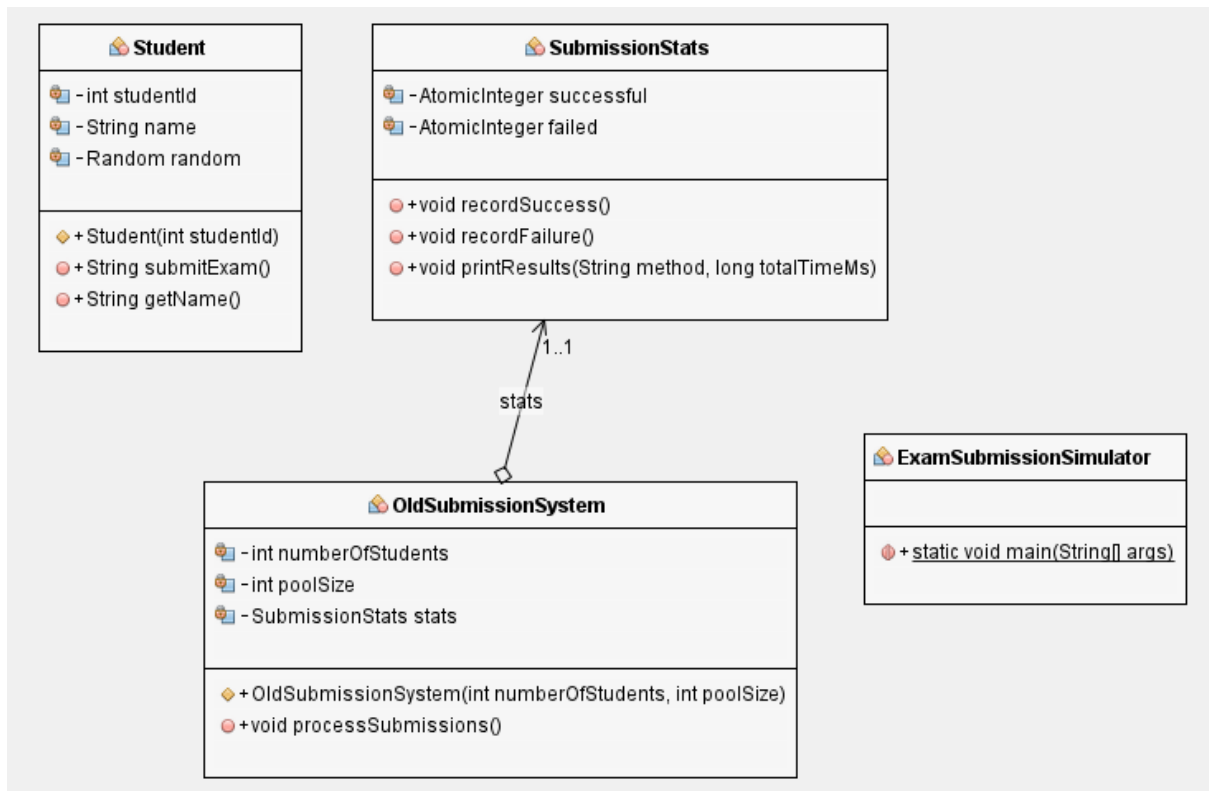 Student
- int studentId
- String name
- Random random
+ Student(int studentId)
+ String submitExam()
+ String getName()
SubmissionStats
- AtomicInteger successful
- AtomicInteger failed
+ void recordSuccess()
+ void recordFailure()
+ void printResults(String method, long totalTimeMs)
1..1
stats
OldSubmissionSystem
- int numberOfStudents
- int poolSize
- SubmissionStats stats
+ OldSubmissionSystem(int numberOfStudents, int poolSize)
+ void processSubmissions()
ExamSubmissionSimulator
+ static void main(String[] args)